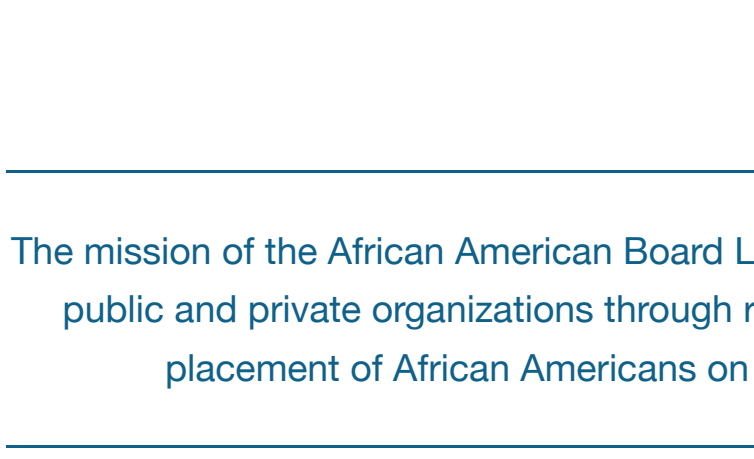 The mission of the African American Board L
public and private organizations through r
placement of African Americans on